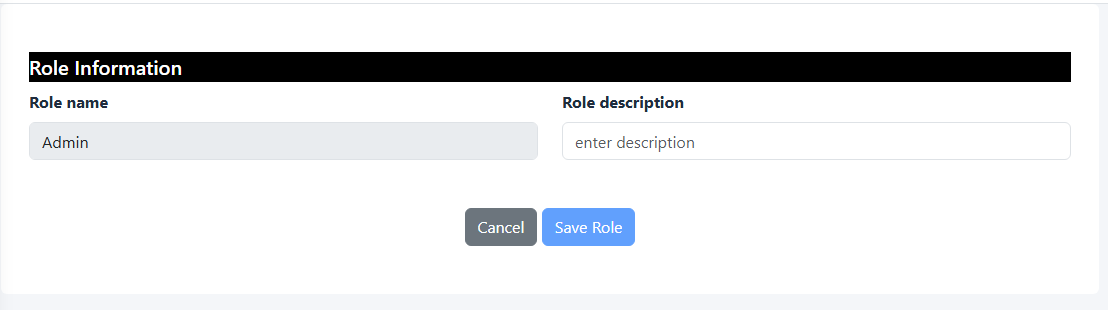 Role Information
Role name Role description
Admin enter description
Cancel Save Role